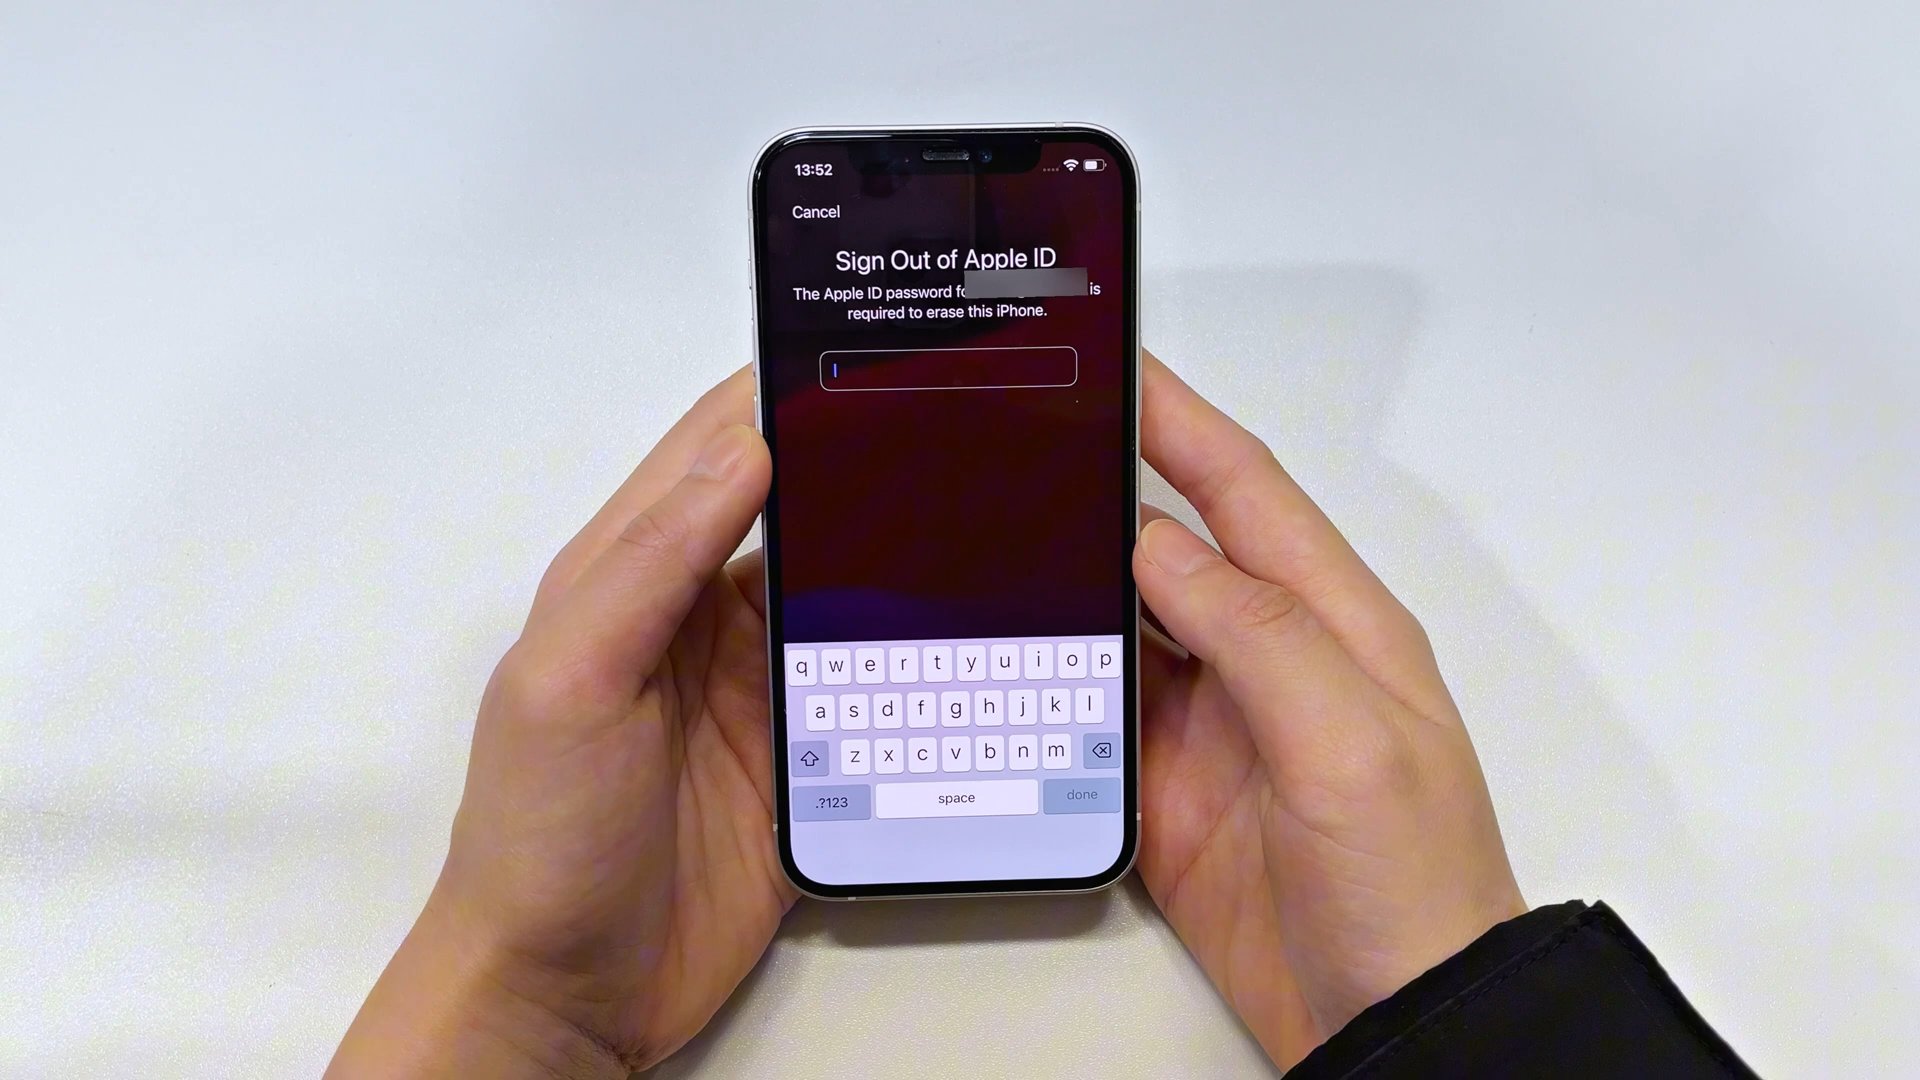 13:52
Cancel
Sign Out of Apple ID
The Apple ID password is
required to erase this iPhone.
q w e r t y u i o p
a s d f g h j k l
z x c v b n m
.?123 space done